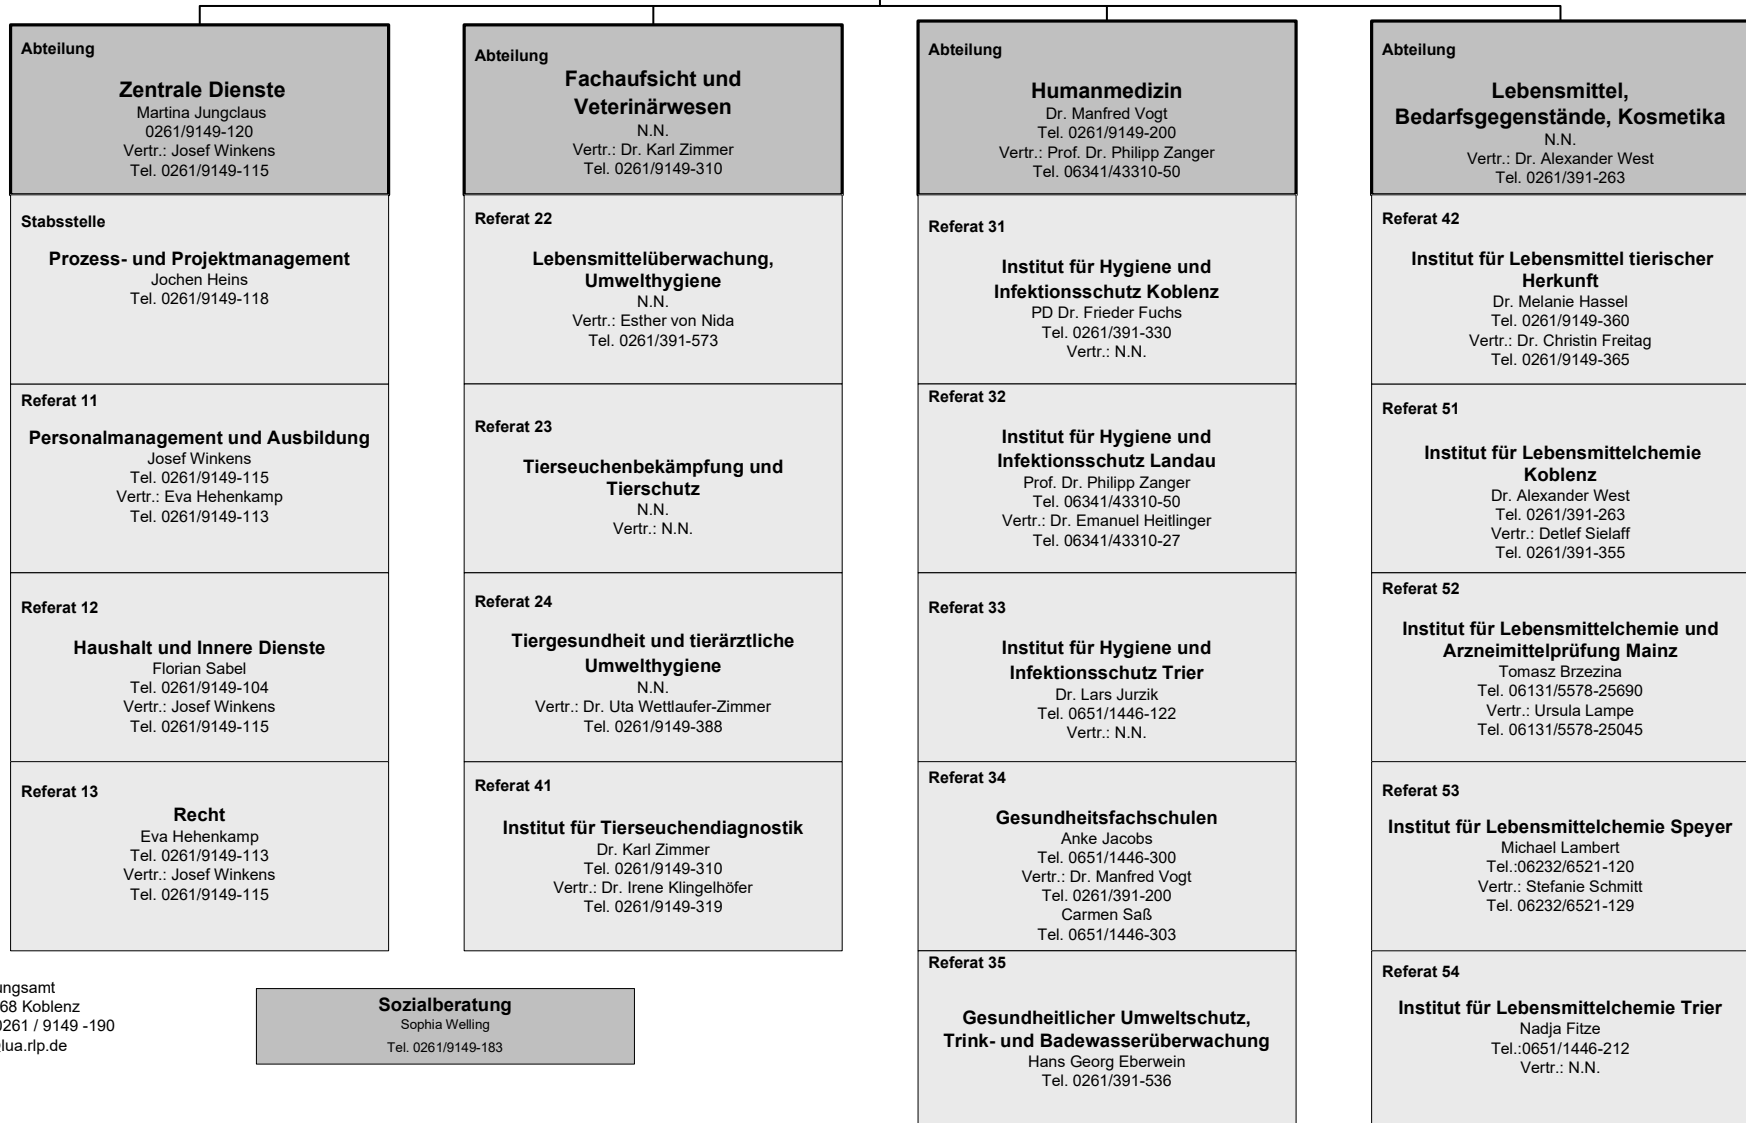 Abteilung
Zentrale Dienste
Martina Jungclaus
0261/9149-120
Vertr.: Josef Winkens
Tel. 0261/9149-115
Stabsstelle
Prozess- und Projektmanagement
Jochen Heins
Tel. 0261/9149-118
Referat 11
Personalmanagement und Ausbildung
Josef Winkens
Tel. 0261/9149-115
Vertr.: Eva Hehenkamp
Tel. 0261/9149-113
Referat 12
Haushalt und Innere Dienste
Florian Sabel
Tel. 0261/9149-104
Vertr.: Josef Winkens
Tel. 0261/9149-115
Referat 13
Recht
Eva Hehenkamp
Tel. 0261/9149-113
Vertr.: Josef Winkens
Tel. 0261/9149-115
Abteilung
Fachaufsicht und
Veterinärwesen
N.N.
Vertr.: Dr. Karl Zimmer
Tel. 0261/9149-310
Referat 22
Lebensmittelüberwachung,
Umwelthygiene
N.N.
Vertr.: Esther von Nida
Tel. 0261/391-573
Referat 23
Tierseuchenbekämpfung und
Tierschutz
N.N.
Vertr.: N.N.
Referat 24
Tiergesundheit und tierärztliche
Umwelthygiene
N.N.
Vertr.: Dr. Uta Wettlaufer-Zimmer
Tel. 0261/9149-388
Referat 41
Institut für Tierseuchendiagnostik
Dr. Karl Zimmer
Tel. 0261/9149-310
Vertr.: Dr. Irene Klingelhöfer
Tel. 0261/9149-319
Abteilung
Humanmedizin
Dr. Manfred Vogt
Tel. 0261/9149-200
Vertr.: Prof. Dr. Philipp Zanger
Tel. 06341/43310-50
Referat 31
Institut für Hygiene und
Infektionsschutz Koblenz
PD Dr. Frieder Fuchs
Tel. 0261/391-330
Vertr.: N.N.
Referat 32
Institut für Hygiene und
Infektionsschutz Landau
Prof. Dr. Philipp Zanger
Tel. 06341/43310-50
Vertr.: Dr. Emanuel Heitlinger
Tel. 06341/43310-27
Referat 33
Institut für Hygiene und
Infektionsschutz Trier
Dr. Lars Jurzik
Tel. 0651/1446-122
Vertr.: N.N.
Referat 34
Gesundheitsfachschulen
Anke Jacobs
Tel. 0651/1446-300
Vertr.: Dr. Manfred Vogt
Tel. 0261/391-200
Carmen Saß
Tel. 0651/1446-303
Referat 35
Gesundheitlicher Umweltschutz,
Trink- und Badewasserüberwachung
Hans Georg Eberwein
Tel. 0261/391-536
Abteilung
Lebensmittel,
Bedarfsgegenstände, Kosmetika
N.N.
Vertr.: Dr. Alexander West
Tel. 0261/391-263
Referat 42
Institut für Lebensmittel tierischer
Herkunft
Dr. Melanie Hassel
Tel. 0261/9149-360
Vertr.: Dr. Christin Freitag
Tel. 0261/9149-365
Referat 51
Institut für Lebensmittelchemie
Koblenz
Dr. Alexander West
Tel. 0261/391-263
Vertr.: Detlef Sielaff
Tel. 0261/391-355
Referat 52
Institut für Lebensmittelchemie und
Arzneimittelprüfung Mainz
Tomasz Brzezina
Tel. 06131/5578-25690
Vertr.: Ursula Lampe
Tel. 06131/5578-25045
Referat 53
Institut für Lebensmittelchemie Speyer
Michael Lambert
Tel.:06232/6521-120
Vertr.: Stefanie Schmitt
Tel. 06232/6521-129
Referat 54
Institut für Lebensmittelchemie Trier
Nadja Fitze
Tel.:0651/1446-212
Vertr.: N.N.
ungsamt
68 Koblenz
0261 / 9149 -190
@lua.rlp.de
Sozialberatung
Sophia Welling
Tel. 0261/9149-183